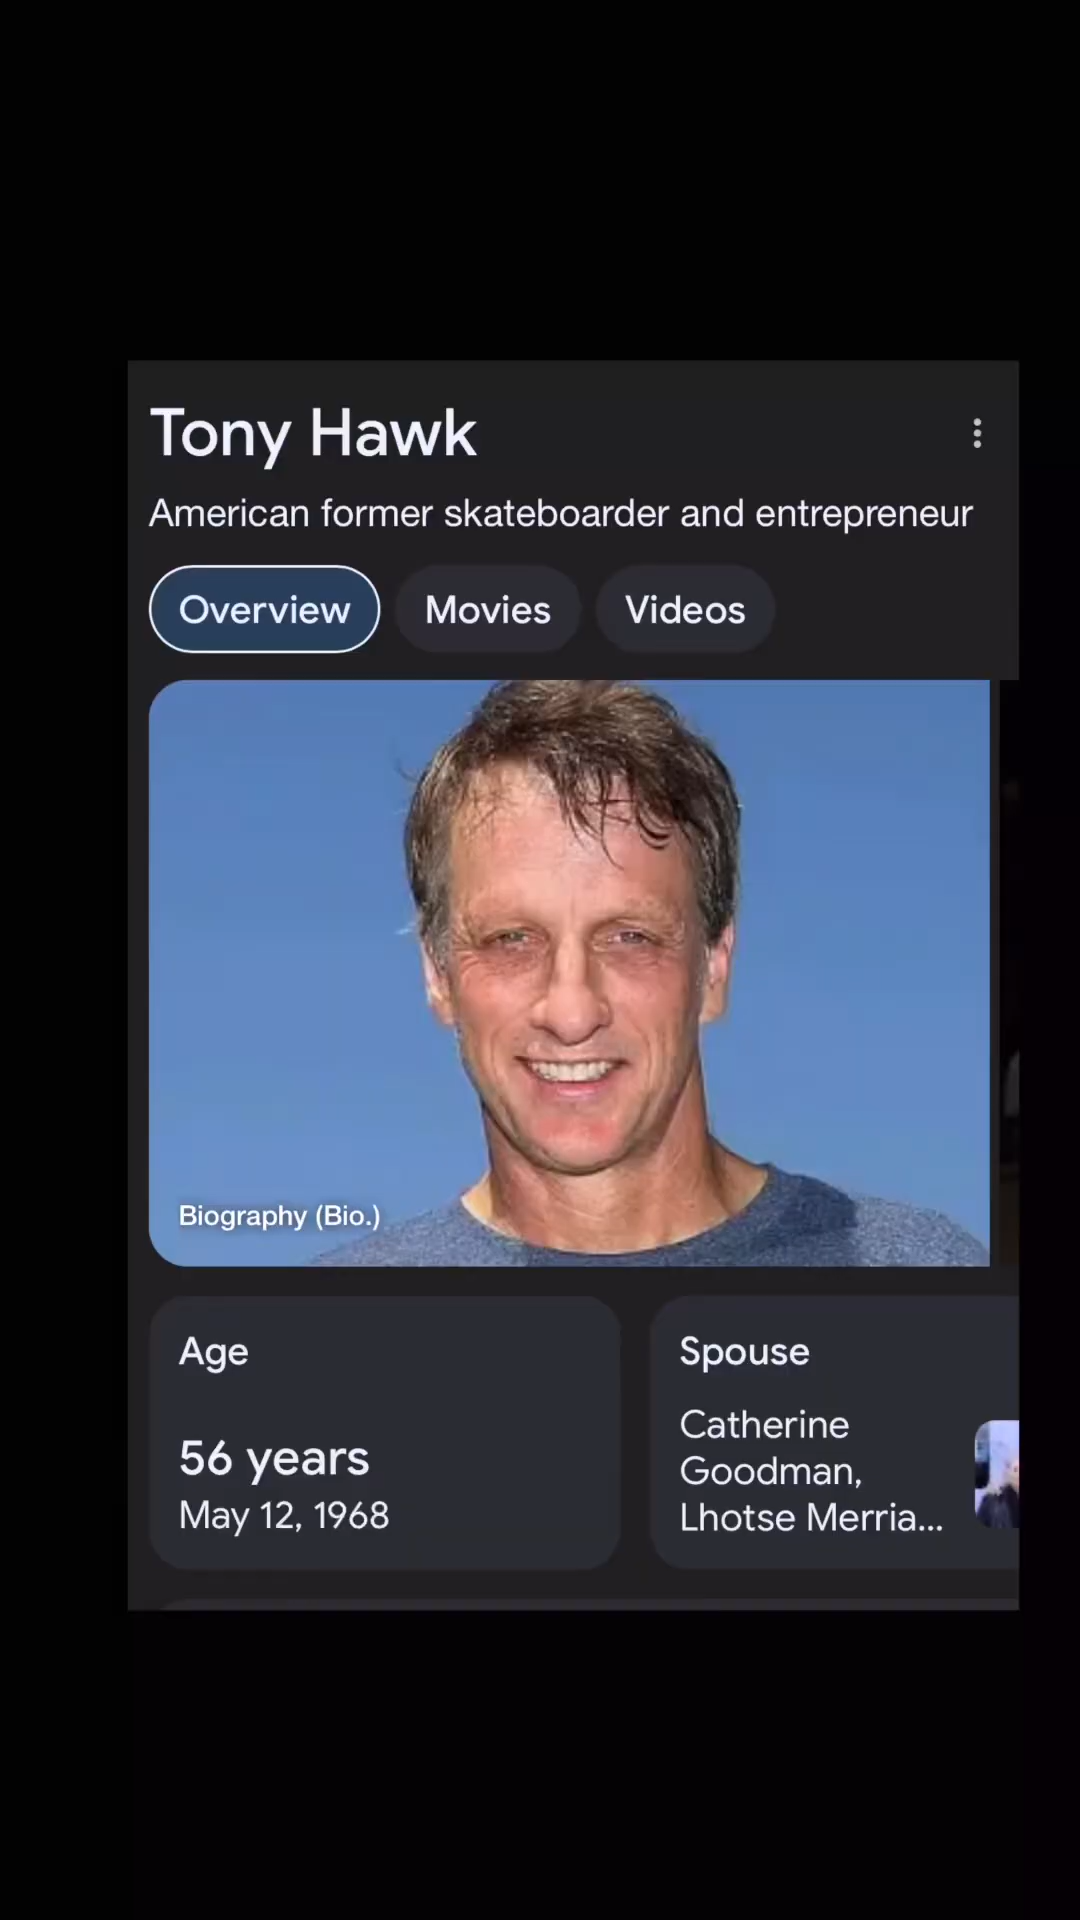 Tony Hawk
American former skateboarder and entrepreneur
Overview Movies Videos
Biography (Bio.)
Age
56 years
May 12, 1968
Spouse
Catherine
Goodman,
Lhotse Merria...